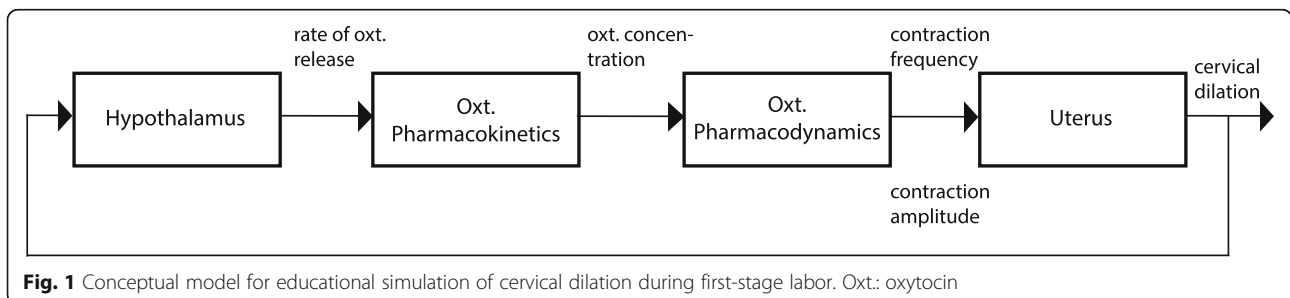 rate of oxt.
release
oxt. concen-
tration
contraction
frequency
cervical
dilation
Hypothalamus
Oxt.
Pharmacokinetics
Oxt.
Pharmacodynamics
Uterus
contraction
amplitude
Fig. 1 Conceptual model for educational simulation of cervical dilation during first-stage labor. Oxt.: oxytocin